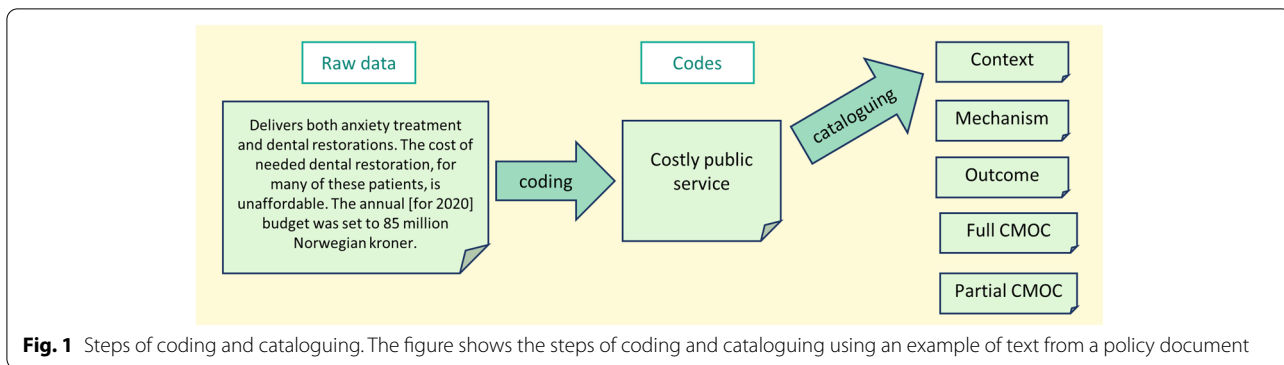 Raw data
Delivers both anxiety treatment
and dental restorations. The cost of
needed dental restoration, for
many of these patients, is
unaffordable. The annual [for 2020]
budget was set to 85 million
Norwegian kroner.
coding
Codes
Costly public
service
cataloguing
Context
Mechanism
Outcome
Full CMOC
Partial CMOC
Fig. 1 Steps of coding and cataloguing. The figure shows the steps of coding and cataloguing using an example of text from a policy document